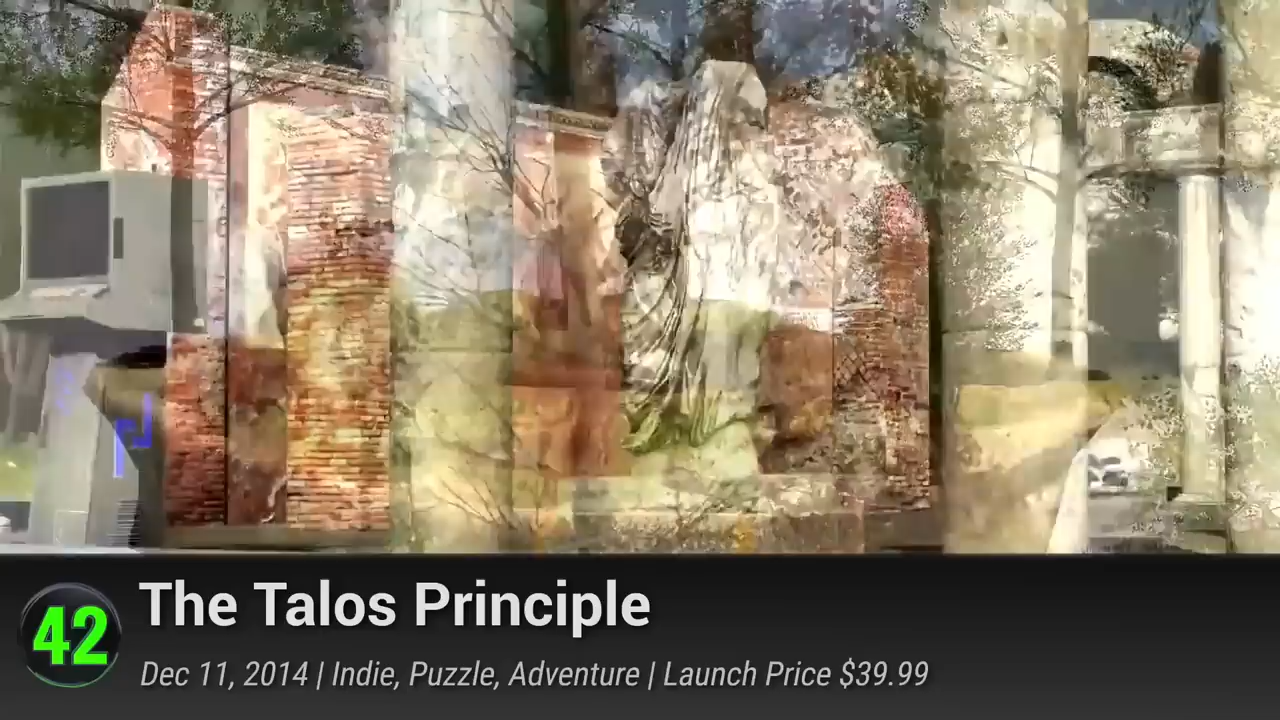 42
The Talos Principle
Dec 11, 2014 | Indie, Puzzle, Adventure | Launch Price $39.99